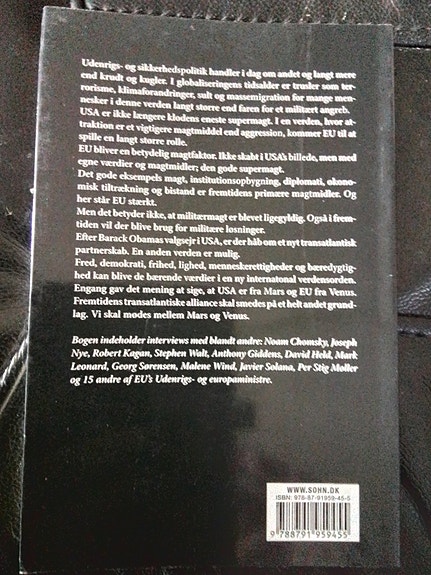 Udenrigs- og sikkerhedspolitik handler i dag om andet og langt mere
end krudt og kugler. I globaliseringens tidsalder er trusler som ter-
rorisme, klimaforandringer, sult og massemigration for mange men-
nesker i denne verden langt større end faren for et militært angreb.
USA er ikke længere klodens eneste supermagt. I en verden, hvor at-
traktion er et vigtigere magtmiddel end aggression, kommer EU til at
spille en langt større rolle.
EU bliver en betydelig magtfaktor. Ikke skabt i USA's billede, men med
egne værdier og magtmidler; den gode supermagt.
Det gode eksempels magt, institutionsopbygning, diplomati, økono-
misk tiltrækning og bistand er fremtidens primære magtmidler. Og
her står EU stærkt.
Men det betyder ikke, at militærmagt er blevet ligegyldig. Også i frem-
tiden vil der blive brug for militære løsninger.
Efter Barack Obamas valgsejr i USA, er der håb om et nyt transatlantisk
partnerskab. En anden verden er mulig.
Fred, demokrati, frihed, lighed, menneskerettigheder og bæredygtig-
hed kan blive de bærende værdier i en ny internatonal verdensorden.
Engang gav det mening at sige, at USA er fra Mars og EU fra Venus.
Fremtidens transatlantiske alliance skal smedes på et helt andet grund-
lag. Vi skal mødes mellem Mars og Venus.
Bogen indeholder interviews med blandt andre: Noam Chomsky, Joseph
Nye, Robert Kagan, Stephen Walt, Anthony Giddens, David Held, Mark
Leonard, Georg Sørensen, Malene Wind, Javier Solana, Per Stig Møller
og 15 andre af EU's Udenrigs- og europaministre.
WWW.SOHN.DK
ISBN: 978-87-91959-45-5
9 788791 959455